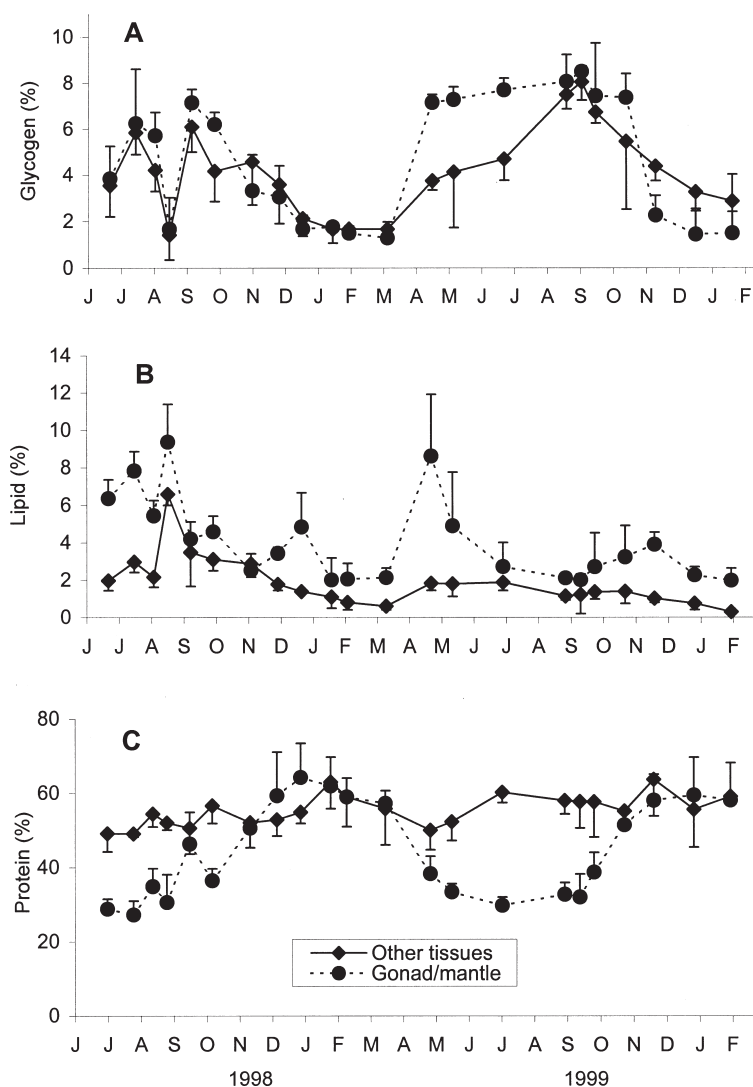 A
10
8
6
4
2
0
Glycogen (%)
J J A S O N D J F M A M J J A S O N D J F
B
14
12
10
8
6
4
2
0
Lipid (%)
J J A S O N D J F M A M J J A S O N D J F
C
80
60
40
20
0
Protein (%)
Other tissues
Gonad/mantle
J J A S O N D J F M A M J J A S O N D J F
1998 1999